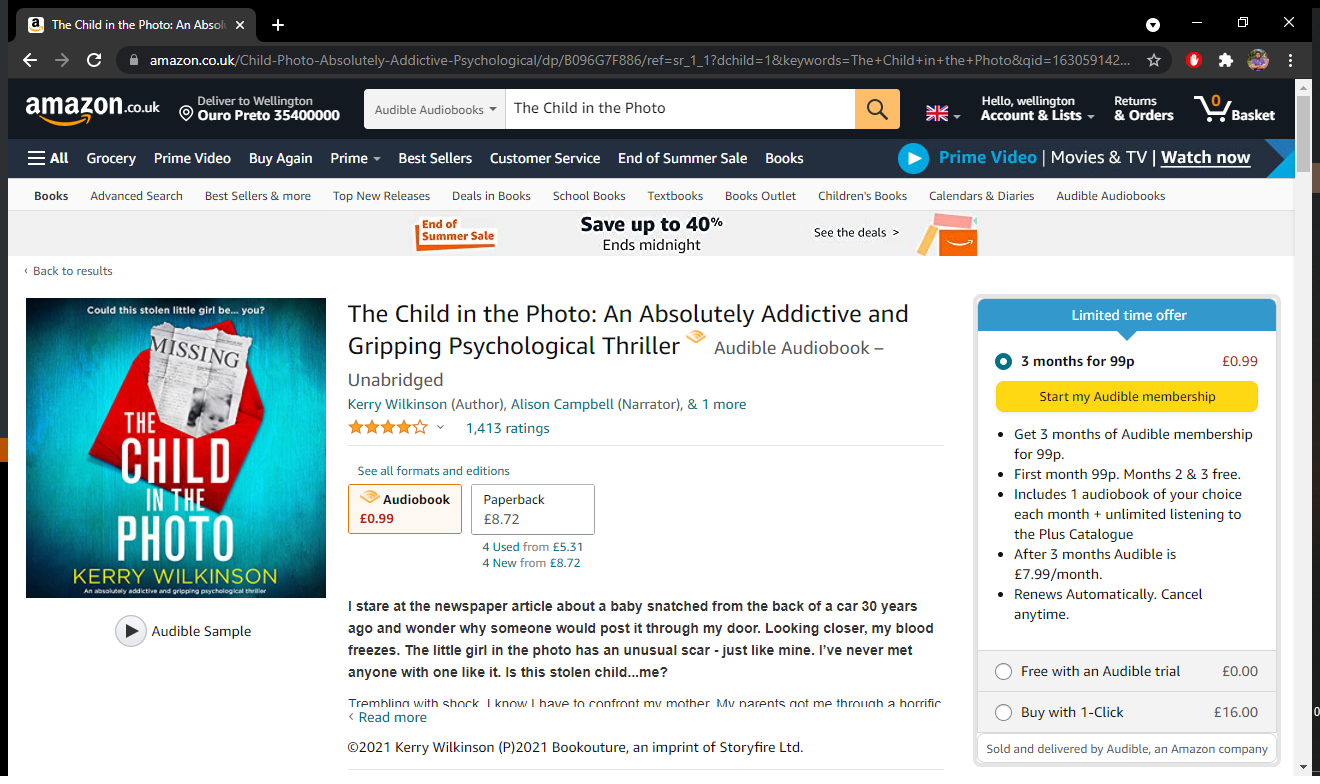 The Child in the Photo: An Absol
amazon.co.uk/Child-Photo-Absolutely-Addictive-Psychological/dp/B096G7F886/ref=sr_1_1?dchild=1&keywords=The+Child+in+the+Photo&qid=163059142...
amazon.co.uk
Deliver to Wellington
Ouro Preto 35400000
Audible Audiobooks
The Child in the Photo
Hello, wellington
Account & Lists
Returns
& Orders
0
Basket
All Grocery Prime Video Buy Again Prime Best Sellers Customer Service End of Summer Sale Books
Prime Video | Movies & TV | Watch now
Books Advanced Search Best Sellers & more Top New Releases Deals in Books School Books Textbooks Books Outlet Children's Books Calendars & Diaries Audible Audiobooks
End of
Summer Sale
Save up to 40%
Ends midnight
See the deals >
‹ Back to results
Could this stolen little girl be... you?
MISSING
THE
CHILD
IN THE
PHOTO
KERRY WILKINSON
An absolutely addictive and gripping psychological thriller
Audible Sample
The Child in the Photo: An Absolutely Addictive and
Gripping Psychological Thriller Audible Audiobook –
Unabridged
Kerry Wilkinson (Author), Alison Campbell (Narrator), & 1 more
1,413 ratings
See all formats and editions
Audiobook
£0.99
Paperback
£8.72
4 Used from £5.31
4 New from £8.72
I stare at the newspaper article about a baby snatched from the back of a car 30 years
ago and wonder why someone would post it through my door. Looking closer, my blood
freezes. The little girl in the photo has an unusual scar - just like mine. I've never met
anyone with one like it. Is this stolen child...me?
Trembling with shock, I know I have to confront my mother. My parents got me through a horrific
‹ Read more
©2021 Kerry Wilkinson (P)2021 Bookouture, an imprint of Storyfire Ltd.
Limited time offer
3 months for 99p £0.99
Start my Audible membership
• Get 3 months of Audible membership
for 99p.
• First month 99p. Months 2 & 3 free.
• Includes 1 audiobook of your choice
each month + unlimited listening to
the Plus Catalogue
• After 3 months Audible is
£7.99/month.
• Renews Automatically. Cancel
anytime.
Free with an Audible trial £0.00
Buy with 1-Click £16.00
Sold and delivered by Audible, an Amazon company